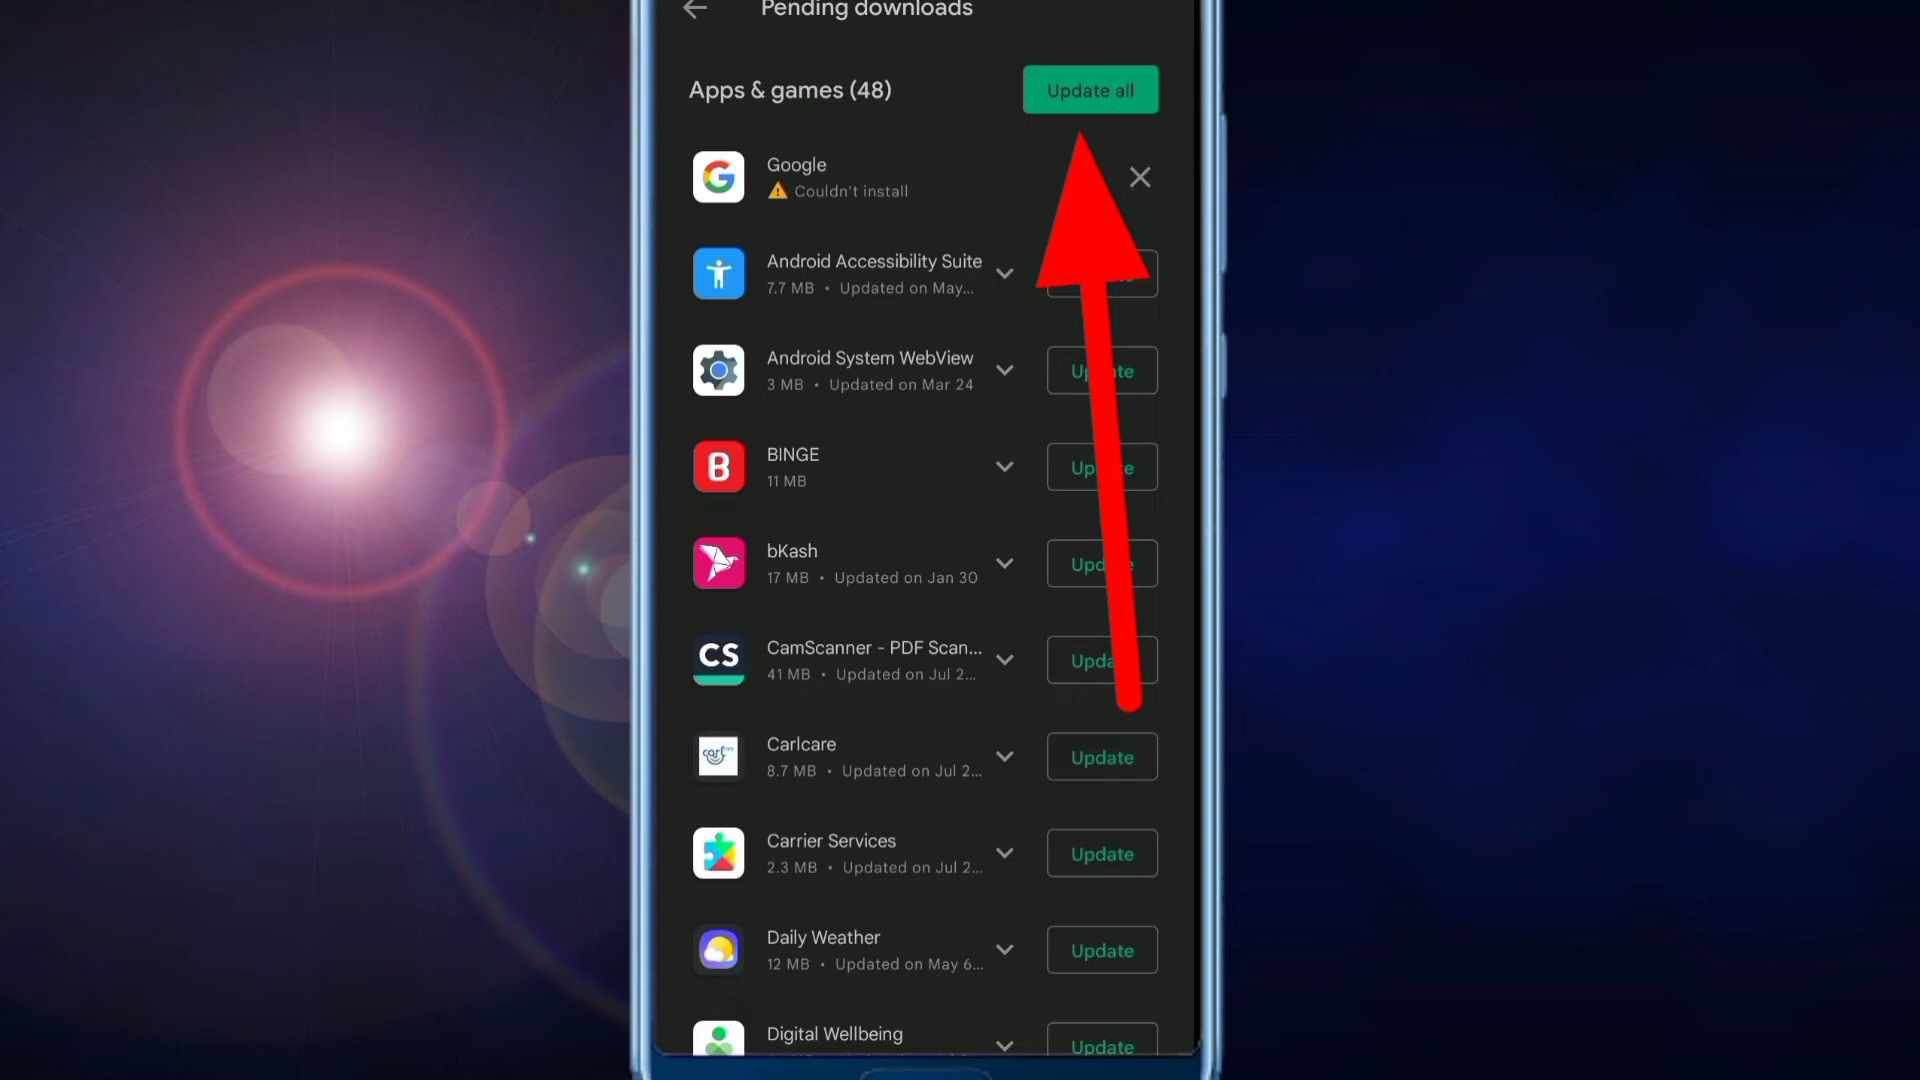 Pending downloads
Apps & games (48)
Update all
Google
Couldn't install
Android Accessibility Suite
7.7 MB • Updated on May...
Android System WebView
3 MB • Updated on Mar 24
Update
B
BINGE
11 MB
Update
bKash
17 MB • Updated on Jan 30
Update
CS
CamScanner - PDF Scan...
41 MB • Updated on Jul 2...
Update
Carlcare
8.7 MB • Updated on Jul 2...
Update
Carrier Services
2.3 MB • Updated on Jul 2...
Update
Daily Weather
12 MB • Updated on May 6...
Update
Digital Wellbeing
Update